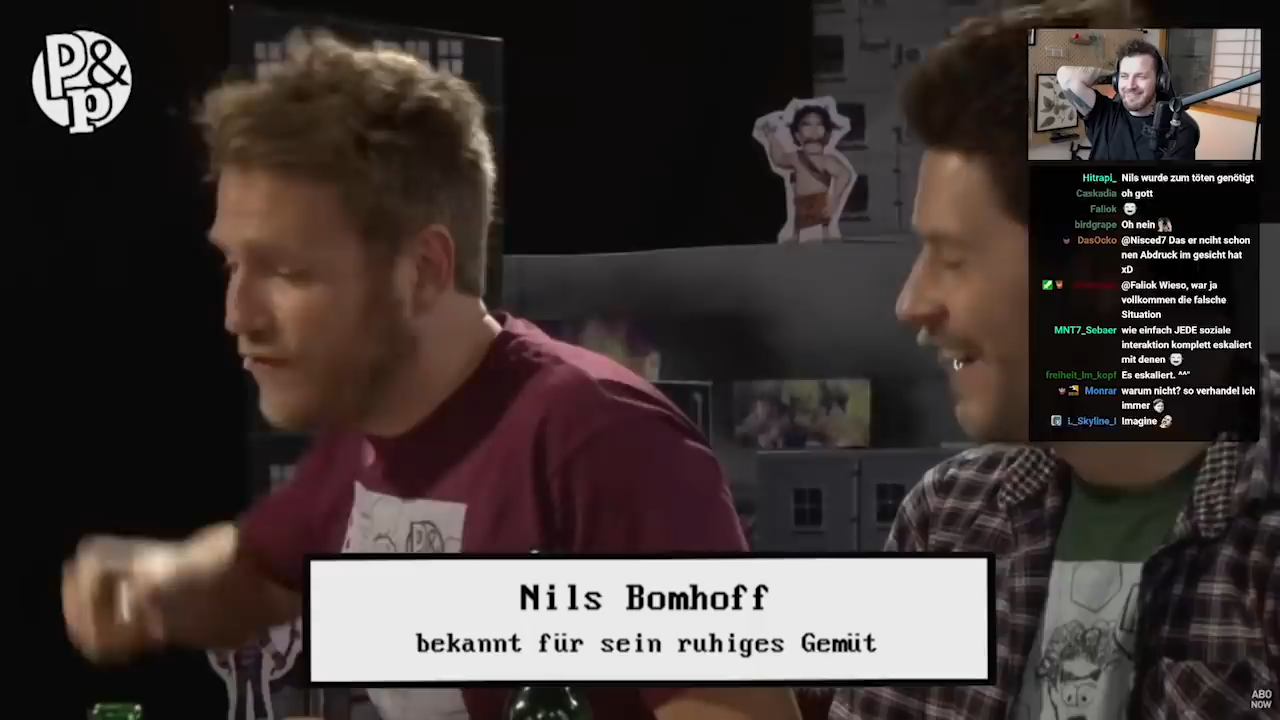 P&P
Hitrapi_ Nils wurde zum töten genötigt
Caskadia oh gott
Faliok
birdgrape Oh nein
DasOcko @Nisced7 Das er nciht schon
nen Abdruck im gesicht hat
xD
@Faliok Wieso, war ja
vollkommen die falsche
Situation
MNT7_Sebaer wie einfach JEDE soziale
interaktion komplett eskaliert
mit denen
freiheit_Im_kopf Es eskaliert. ^^"
Monrar warum nicht? so verhandel ich
immer
L_Skyline_I Imagine
P&P
Nils Bomhoff
bekannt für sein ruhiges Gemüt
ABO
NOW